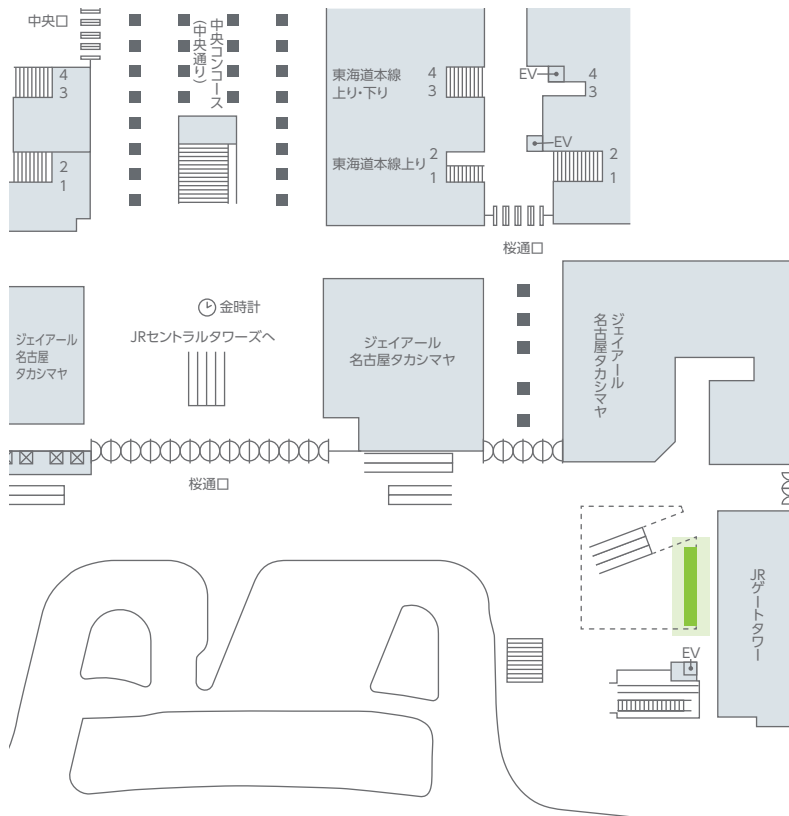 中央口
中央コンコース
(中央通り)
4
3
2
1
東海道本線
上り・下り
4
3
東海道本線上り
2
1
EV
4
3
EV
2
1
桜通口
金時計
JRセントラルタワーズへ
ジェイアール
名古屋
タカシマヤ
ジェイアール
名古屋タカシマヤ
ジェイアール
名古屋タカシマヤ
桜通口
JRゲートタワー
EV